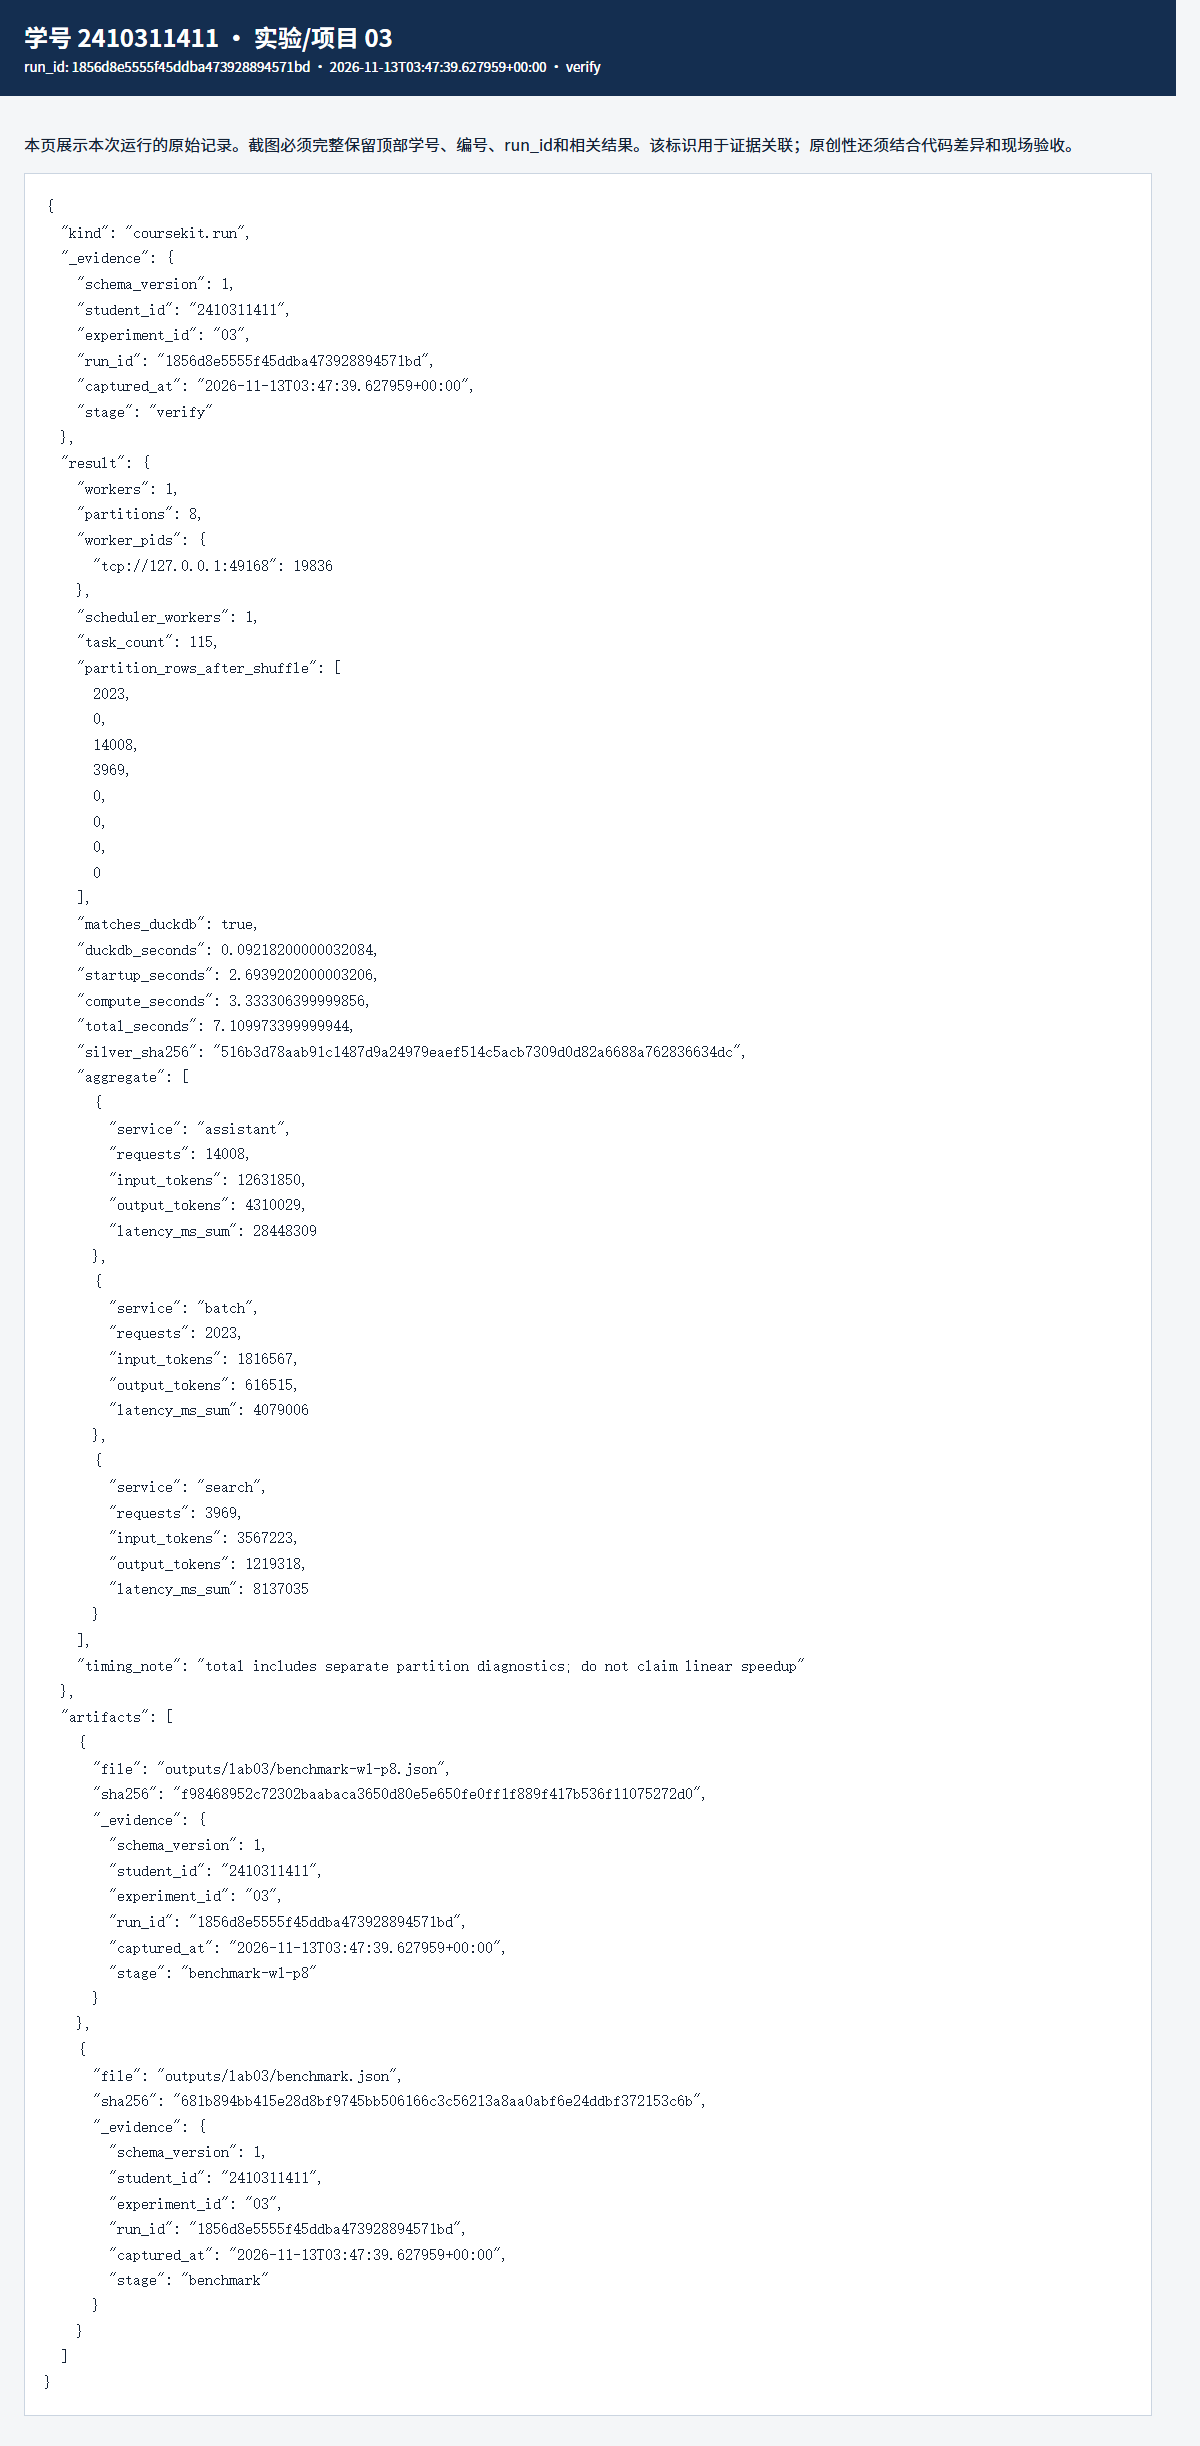 学号 2410311411 · 实验/项目 03
run_id: 1856d8e5555f45ddba473928894571bd · 2026-11-13T03:47:39.627959+00:00 · verify
本页展示本次运行的原始记录。截图必须完整保留顶部学号、编号、run_id和相关结果。该标识用于证据关联；原创性还须结合代码差异和现场验收。
{
"kind": "coursekit.run",
"_evidence": {
"schema_version": 1,
"student_id": "2410311411",
"experiment_id": "03",
"run_id": "1856d8e5555f45ddba473928894571bd",
"captured_at": "2026-11-13T03:47:39.627959+00:00",
"stage": "verify"
},
"result": {
"workers": 1,
"partitions": 8,
"worker_pids": {
"tcp://127.0.0.1:49168": 19836
},
"scheduler_workers": 1,
"task_count": 115,
"partition_rows_after_shuffle": [
2023,
0,
14008,
3969,
0,
0,
0,
0
],
"matches_duckdb": true,
"duckdb_seconds": 0.09218200000032084,
"startup_seconds": 2.6939202000003206,
"compute_seconds": 3.333306399999856,
"total_seconds": 7.109973399999944,
"silver_sha256": "516b3d78aab91c1487d9a24979eaef514c5acb7309d0d82a6688a762836634dc",
"aggregate": [
{
"service": "assistant",
"requests": 14008,
"input_tokens": 12631850,
"output_tokens": 4310029,
"latency_ms_sum": 28448309
},
{
"service": "batch",
"requests": 2023,
"input_tokens": 1816567,
"output_tokens": 616515,
"latency_ms_sum": 4079006
},
{
"service": "search",
"requests": 3969,
"input_tokens": 3567223,
"output_tokens": 1219318,
"latency_ms_sum": 8137035
}
],
"timing_note": "total includes separate partition diagnostics; do not claim linear speedup"
},
"artifacts": [
{
"file": "outputs/lab03/benchmark-w1-p8.json",
"sha256": "f98468952c72302baabaca3650d80e5e650fe0ff1f889f417b536f11075272d0",
"_evidence": {
"schema_version": 1,
"student_id": "2410311411",
"experiment_id": "03",
"run_id": "1856d8e5555f45ddba473928894571bd",
"captured_at": "2026-11-13T03:47:39.627959+00:00",
"stage": "benchmark-w1-p8"
}
},
{
"file": "outputs/lab03/benchmark.json",
"sha256": "681b894bb415e28d8bf9745bb506166c3c56213a8aa0abf6e24ddbf372153c6b",
"_evidence": {
"schema_version": 1,
"student_id": "2410311411",
"experiment_id": "03",
"run_id": "1856d8e5555f45ddba473928894571bd",
"captured_at": "2026-11-13T03:47:39.627959+00:00",
"stage": "benchmark"
}
}
]
}